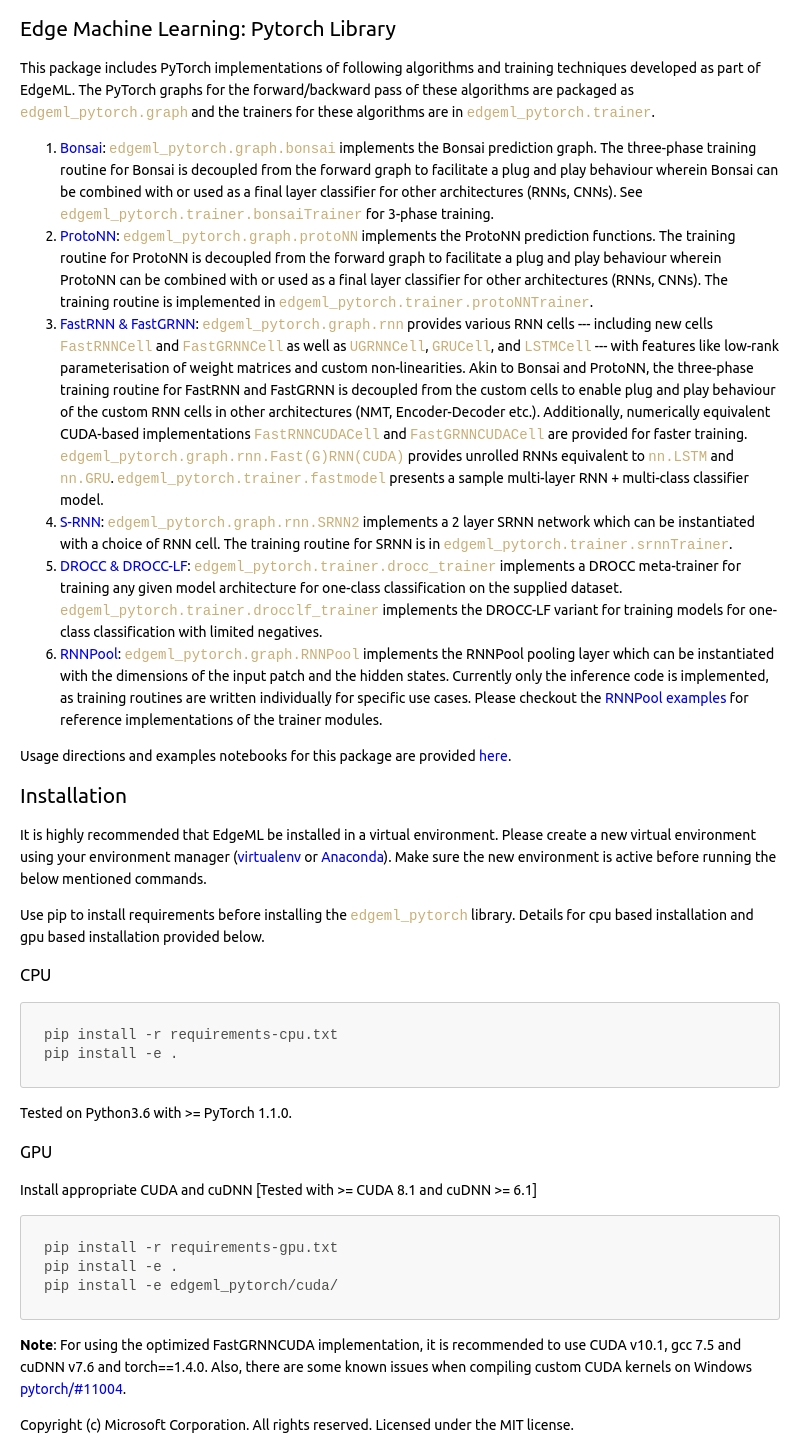 Edge Machine Learning: Pytorch Library
This package includes PyTorch implementations of following algorithms and training techniques developed as part of
EdgeML. The PyTorch graphs for the forward/backward pass of these algorithms are packaged as
edgeml_pytorch.graph and the trainers for these algorithms are in edgeml_pytorch.trainer.
1. Bonsai: edgeml_pytorch.graph.bonsai implements the Bonsai prediction graph. The three-phase training
routine for Bonsai is decoupled from the forward graph to facilitate a plug and play behaviour wherein Bonsai can
be combined with or used as a final layer classifier for other architectures (RNNs, CNNs). See
edgeml_pytorch.trainer.bonsaiTrainer for 3-phase training.
2. ProtoNN: edgeml_pytorch.graph.protoNN implements the ProtoNN prediction functions. The training
routine for ProtoNN is decoupled from the forward graph to facilitate a plug and play behaviour wherein
ProtoNN can be combined with or used as a final layer classifier for other architectures (RNNs, CNNs). The
training routine is implemented in edgeml_pytorch.trainer.protoNNTrainer.
3. FastRNN & FastGRNN: edgeml_pytorch.graph.rnn provides various RNN cells --- including new cells
FastRNNCell and FastGRNNCell as well as UGRNNCell, GRUCell, and LSTMCell --- with features like low-rank
parameterisation of weight matrices and custom non-linearities. Akin to Bonsai and ProtoNN, the three-phase
training routine for FastRNN and FastGRNN is decoupled from the custom cells to enable plug and play behaviour
of the custom RNN cells in other architectures (NMT, Encoder-Decoder etc.). Additionally, numerically equivalent
CUDA-based implementations FastRNNCUDACell and FastGRNNCUDACell are provided for faster training.
edgeml_pytorch.graph.rnn.Fast(G)RNN(CUDA) provides unrolled RNNs equivalent to nn.LSTM and
nn.GRU. edgeml_pytorch.trainer.fastmodel presents a sample multi-layer RNN + multi-class classifier
model.
4. S-RNN: edgeml_pytorch.graph.rnn.SRNN2 implements a 2 layer SRNN network which can be instantiated
with a choice of RNN cell. The training routine for SRNN is in edgeml_pytorch.trainer.srnnTrainer.
5. DROCC & DROCC-LF: edgeml_pytorch.trainer.drocc_trainer implements a DROCC meta-trainer for
training any given model architecture for one-class classification on the supplied dataset.
edgeml_pytorch.trainer.drocclf_trainer implements the DROCC-LF variant for training models for one-
class classification with limited negatives.
6. RNNPool: edgeml_pytorch.graph.RNNPool implements the RNNPool pooling layer which can be instantiated
with the dimensions of the input patch and the hidden states. Currently only the inference code is implemented,
as training routines are written individually for specific use cases. Please checkout the RNNPool examples for
reference implementations of the trainer modules.
Usage directions and examples notebooks for this package are provided here.
Installation
It is highly recommended that EdgeML be installed in a virtual environment. Please create a new virtual environment
using your environment manager (virtualenv or Anaconda). Make sure the new environment is active before running the
below mentioned commands.
Use pip to install requirements before installing the edgeml_pytorch library. Details for cpu based installation and
gpu based installation provided below.
CPU
pip install -r requirements-cpu.txt
pip install -e .
Tested on Python3.6 with >= PyTorch 1.1.0.
GPU
Install appropriate CUDA and cuDNN [Tested with >= CUDA 8.1 and cuDNN >= 6.1]
pip install -r requirements-gpu.txt
pip install -e .
pip install -e edgeml_pytorch/cuda/
Note: For using the optimized FastGRNNCUDA implementation, it is recommended to use CUDA v10.1, gcc 7.5 and
cuDNN v7.6 and torch==1.4.0. Also, there are some known issues when compiling custom CUDA kernels on Windows
pytorch/#11004.
Copyright (c) Microsoft Corporation. All rights reserved. Licensed under the MIT license.